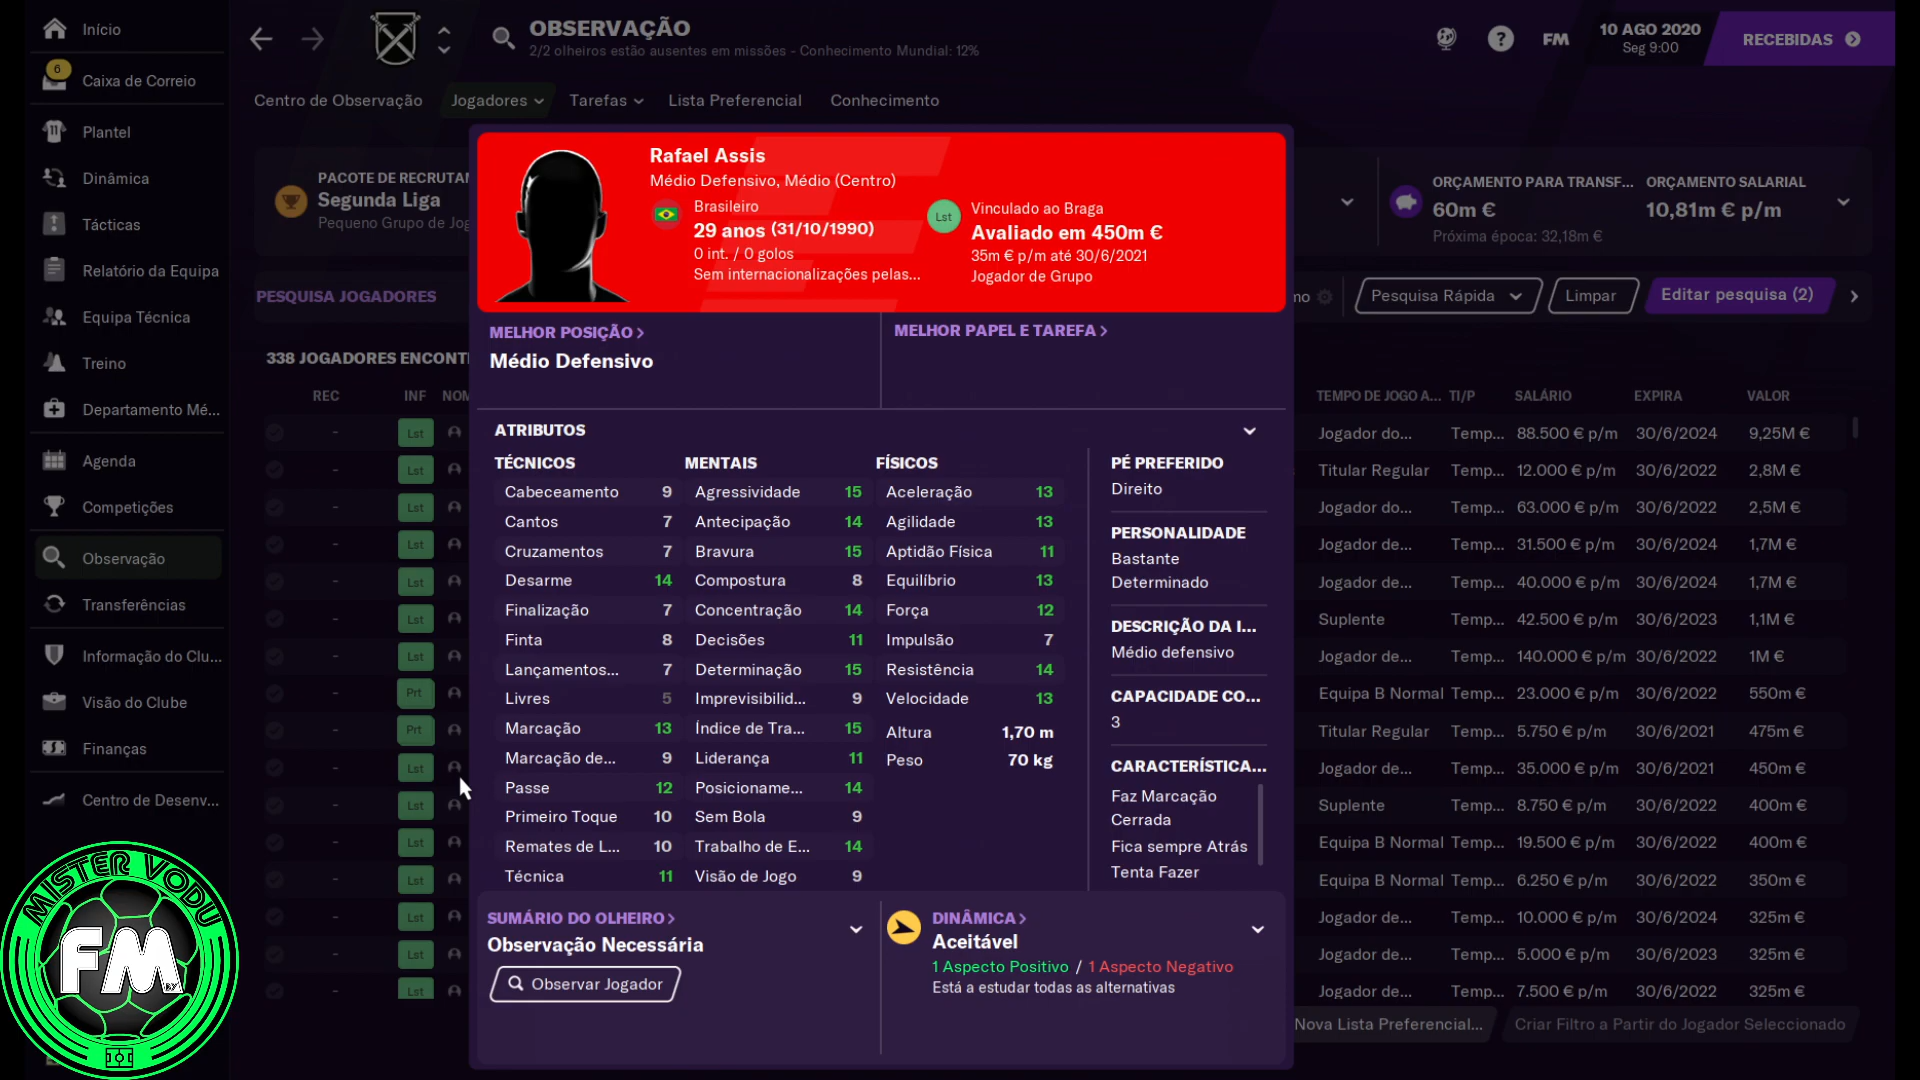 Início
6
Caixa de Correio
Plantel
Dinâmica
Tácticas
Relatório da Equipa
Equipa Técnica
Treino
Departamento Mé...
Agenda
Competições
Observação
Transferências
Informação do Clu...
Visão do Clube
Finanças
Centro de Desenv...
MISTER VODU
FM
BY
OBSERVAÇÃO
2/2 olheiros estão ausentes em missões - Conhecimento Mundial: 12%
FM
10 AGO 2020
Seg 9:00
RECEBIDAS
Centro de Observação
Jogadores
Tarefas
Lista Preferencial
Conhecimento
PACOTE DE RECRUTA
Segunda Liga
Pequeno Grupo de Jog
ORÇAMENTO PARA TRANSF...
60m €
Próxima época: 32,18m €
ORÇAMENTO SALARIAL
10,81m € p/m
PESQUISA JOGADORES
mo
Pesquisa Rápida
Limpar
Editar pesquisa (2)
338 JOGADORES ENCONT
REC INF NOM
TEMPO DE JOGO A... TI/P SALÁRIO EXPIRA VALOR
- Lst Jogador do... Temp... 88.500 € p/m 30/6/2024 9,25M €
- Lst Titular Regular Temp... 12.000 € p/m 30/6/2022 2,8M €
- Lst Jogador do... Temp... 63.000 € p/m 30/6/2022 2,5M €
- Lst Jogador de... Temp... 31.500 € p/m 30/6/2024 1,7M €
- Lst Jogador de... Temp... 40.000 € p/m 30/6/2024 1,7M €
- Lst Suplente Temp... 42.500 € p/m 30/6/2023 1,1M €
- Lst Jogador de... Temp... 140.000 € p/m 30/6/2022 1M €
- Prt Equipa B Normal Temp... 23.000 € p/m 30/6/2022 550m €
- Prt Titular Regular Temp... 5.750 € p/m 30/6/2021 475m €
- Lst Jogador de... Temp... 35.000 € p/m 30/6/2021 450m €
- Lst Suplente Temp... 8.750 € p/m 30/6/2022 400m €
- Lst Equipa B Normal Temp... 19.500 € p/m 30/6/2022 400m €
- Lst Equipa B Normal Temp... 6.250 € p/m 30/6/2022 350m €
- Lst Jogador de... Temp... 10.000 € p/m 30/6/2024 325m €
- Lst Jogador de... Temp... 5.000 € p/m 30/6/2023 325m €
- Lst Jogador de... Temp... 7.500 € p/m 30/6/2022 325m €
Nova Lista Preferencial...
Criar Filtro a Partir do Jogador Seleccionado
Rafael Assis
Médio Defensivo, Médio (Centro)
Brasileiro
29 anos (31/10/1990)
0 int. / 0 golos
Sem internacionalizações pelas...
Lst
Vinculado ao Braga
Avaliado em 450m €
35m € p/m até 30/6/2021
Jogador de Grupo
MELHOR POSIÇÃO
Médio Defensivo
MELHOR PAPEL E TAREFA
ATRIBUTOS
TÉCNICOS
Cabeceamento 9
Cantos 7
Cruzamentos 7
Desarme 14
Finalização 7
Finta 8
Lançamentos... 7
Livres 5
Marcação 13
Marcação de... 9
Passe 12
Primeiro Toque 10
Remates de L... 10
Técnica 11
MENTAIS
Agressividade 15
Antecipação 14
Bravura 15
Compostura 8
Concentração 14
Decisões 11
Determinação 15
Imprevisibilid... 9
Índice de Tra... 15
Liderança 11
Posicioname... 14
Sem Bola 9
Trabalho de E... 14
Visão de Jogo 9
FÍSICOS
Aceleração 13
Agilidade 13
Aptidão Física 11
Equilíbrio 13
Força 12
Impulsão 7
Resistência 14
Velocidade 13
Altura 1,70 m
Peso 70 kg
PÉ PREFERIDO
Direito
PERSONALIDADE
Bastante
Determinado
DESCRIÇÃO DA I...
Médio defensivo
CAPACIDADE CO...
3
CARACTERÍSTICA...
Faz Marcação
Cerrada
Fica sempre Atrás
Tenta Fazer
SUMÁRIO DO OLHEIRO
Observação Necessária
Observar Jogador
DINÂMICA
Aceitável
1 Aspecto Positivo / 1 Aspecto Negativo
Está a estudar todas as alternativas